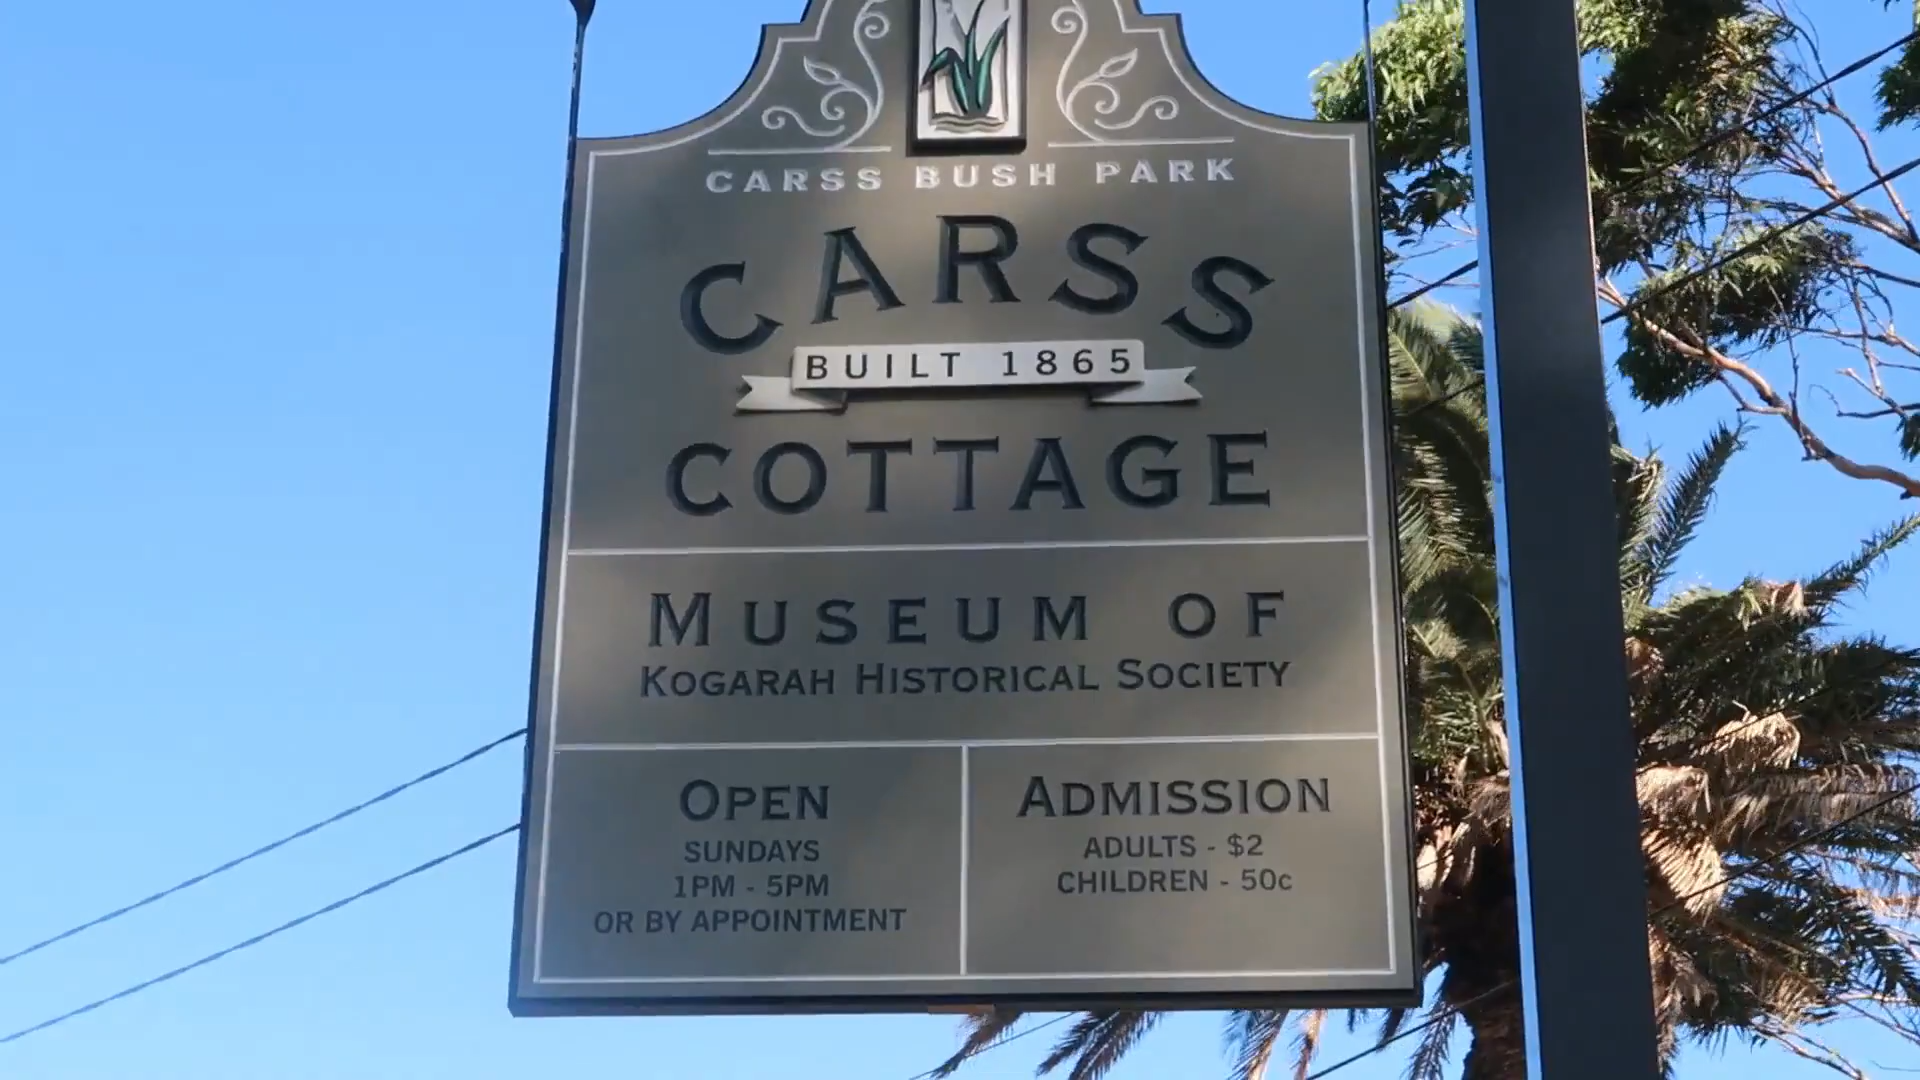 CARSS BUSH PARK
CARSS
BUILT 1865
COTTAGE
MUSEUM OF
KOGARAH HISTORICAL SOCIETY
OPEN
SUNDAYS
1PM - 5PM
OR BY APPOINTMENT
ADMISSION
ADULTS - $2
CHILDREN - 50c